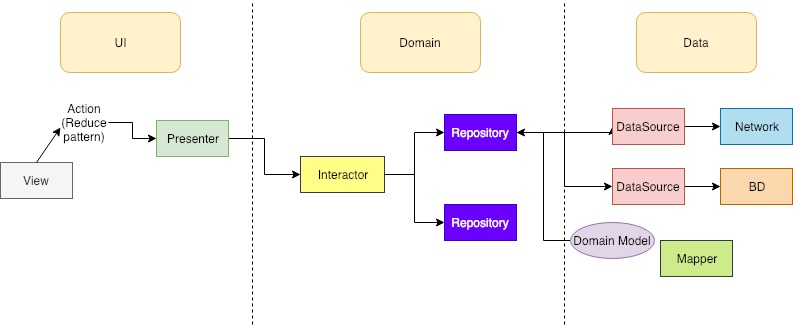 UI
Domain
Data
Action
(Reduce
pattern)
Presenter
View
Interactor
Repository
Repository
DataSource
Network
DataSource
BD
Domain Model
Mapper